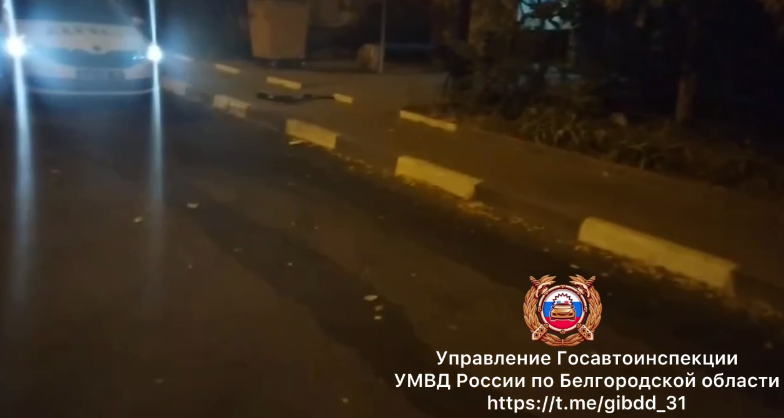 Управление Госавтоинспекции
УМВД России по Белгородской области
https://t.me/gibdd_31